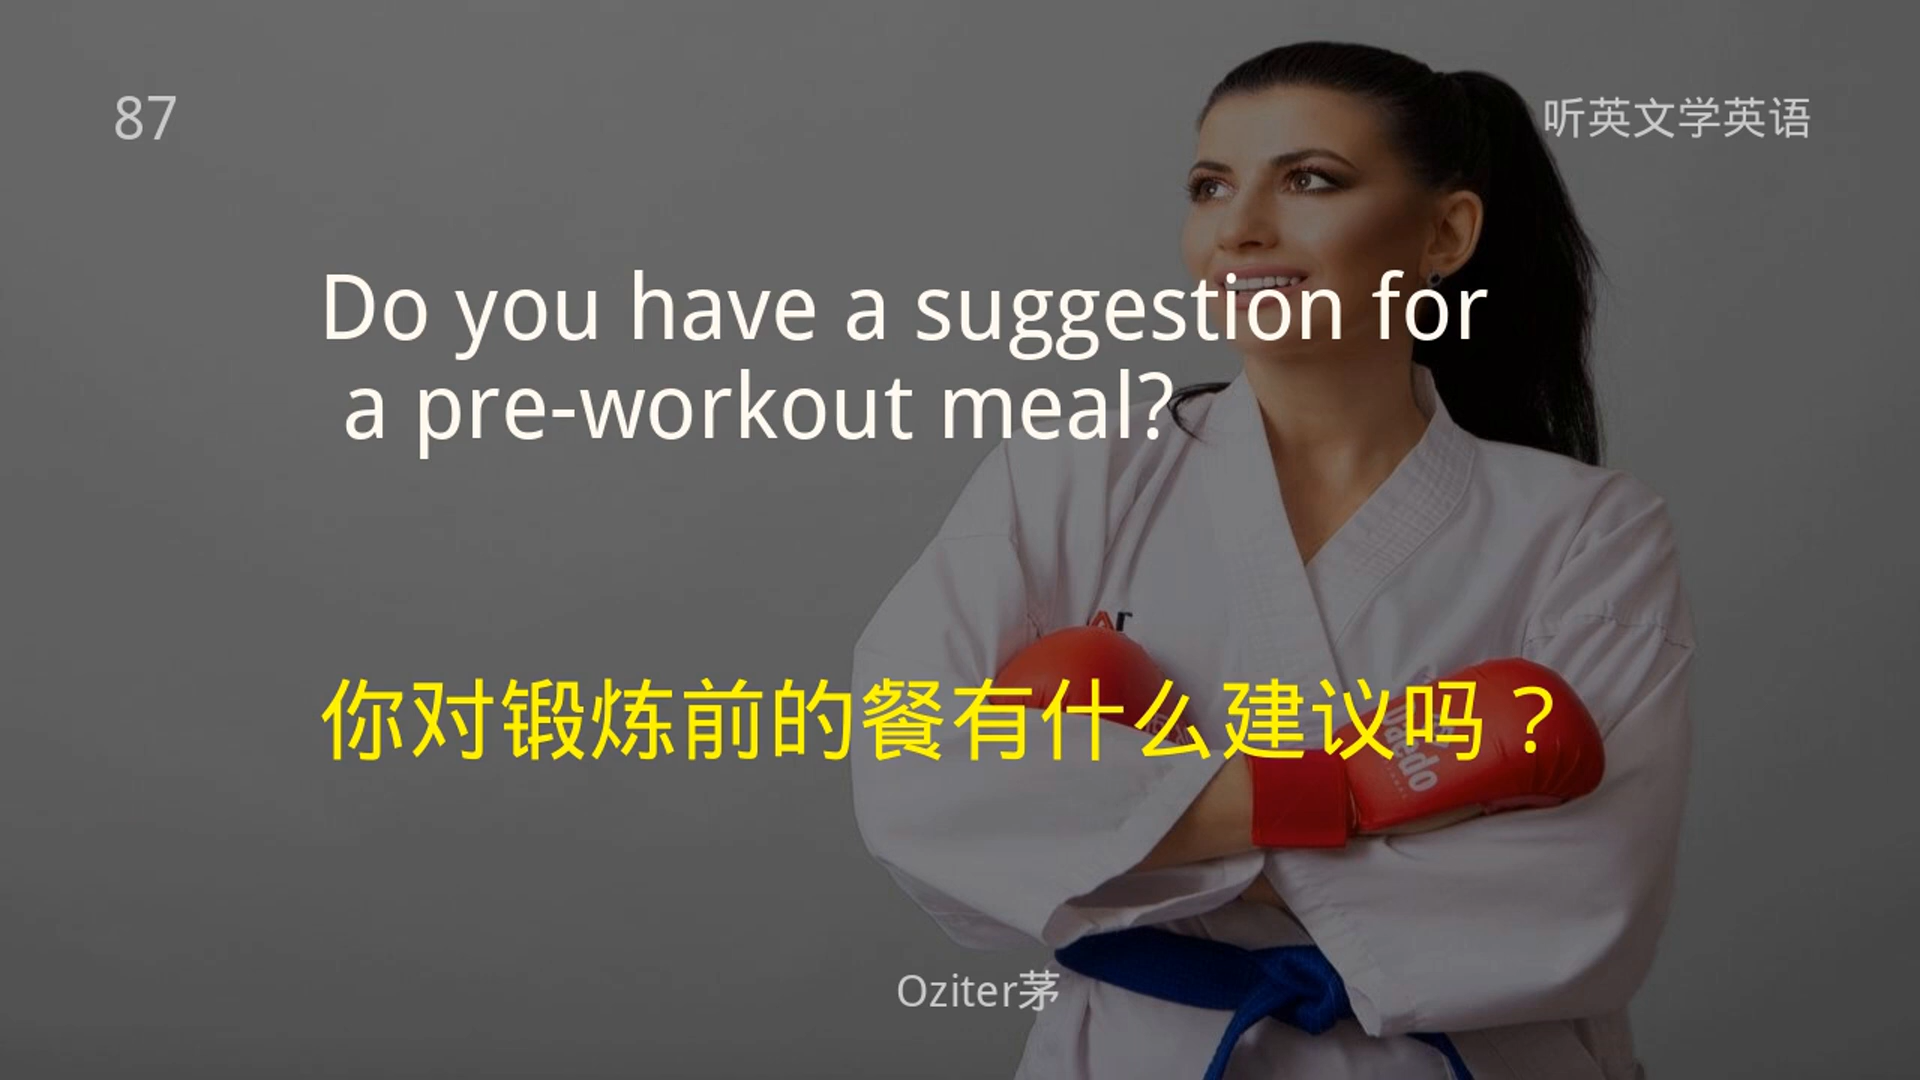 87
听英文学英语
Do you have a suggestion for
a pre-workout meal?
你对锻炼前的餐有什么建议吗？
Daedo
Oziter茅